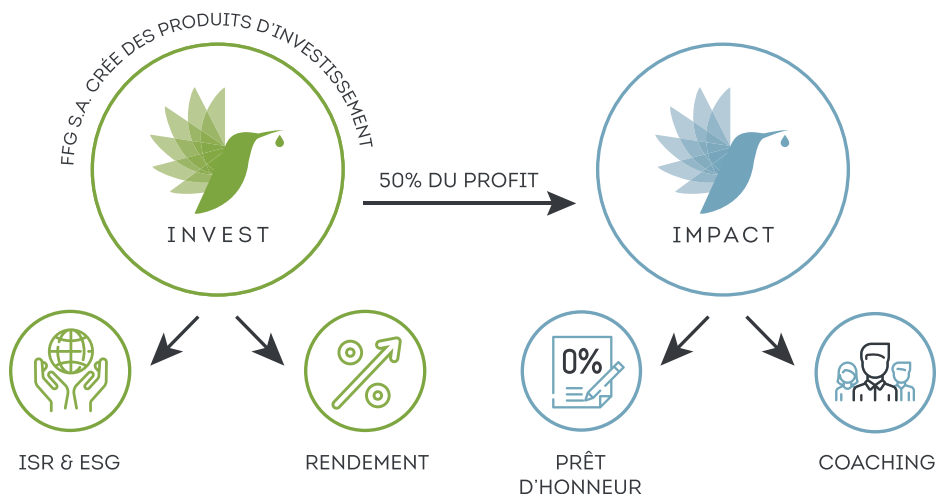 FFG S.A. CRÉE DES PRODUITS D'INVESTISSEMENT
INVEST
50% DU PROFIT
IMPACT
0%
ISR & ESG
RENDEMENT
PRÊT
D'HONNEUR
COACHING